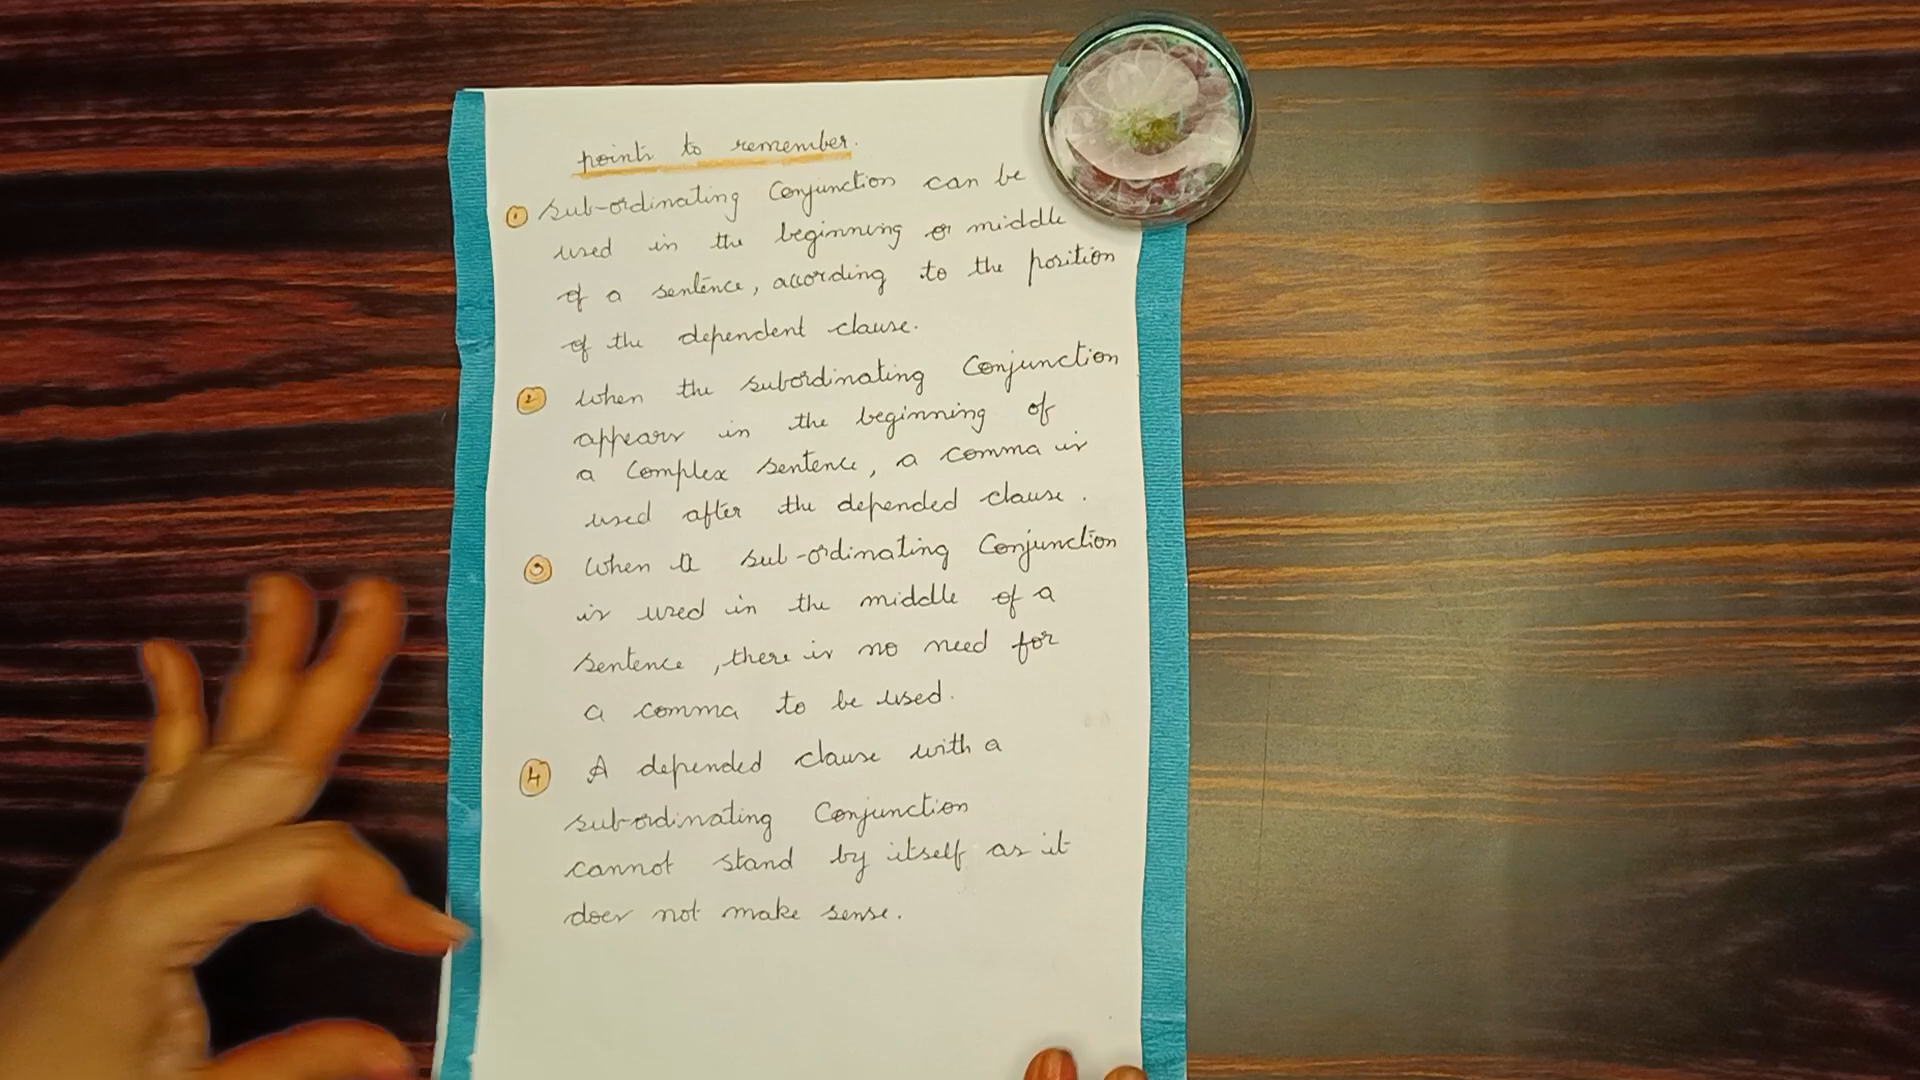 points to remember.
1 sub-ordinating Conjunction can be
used in the beginning or middle
of a sentence, according to the position
of the dependent clause.
2 when the subordinating Conjunction
appears in the beginning of
a Complex sentence, a comma is
used after the depended clause.
3 when a sub-ordinating Conjunction
is used in the middle of a
sentence, there is no need for
a comma to be used.
4 A depended clause with a
sub-ordinating Conjunction
cannot stand by itself as it
does not make sense.